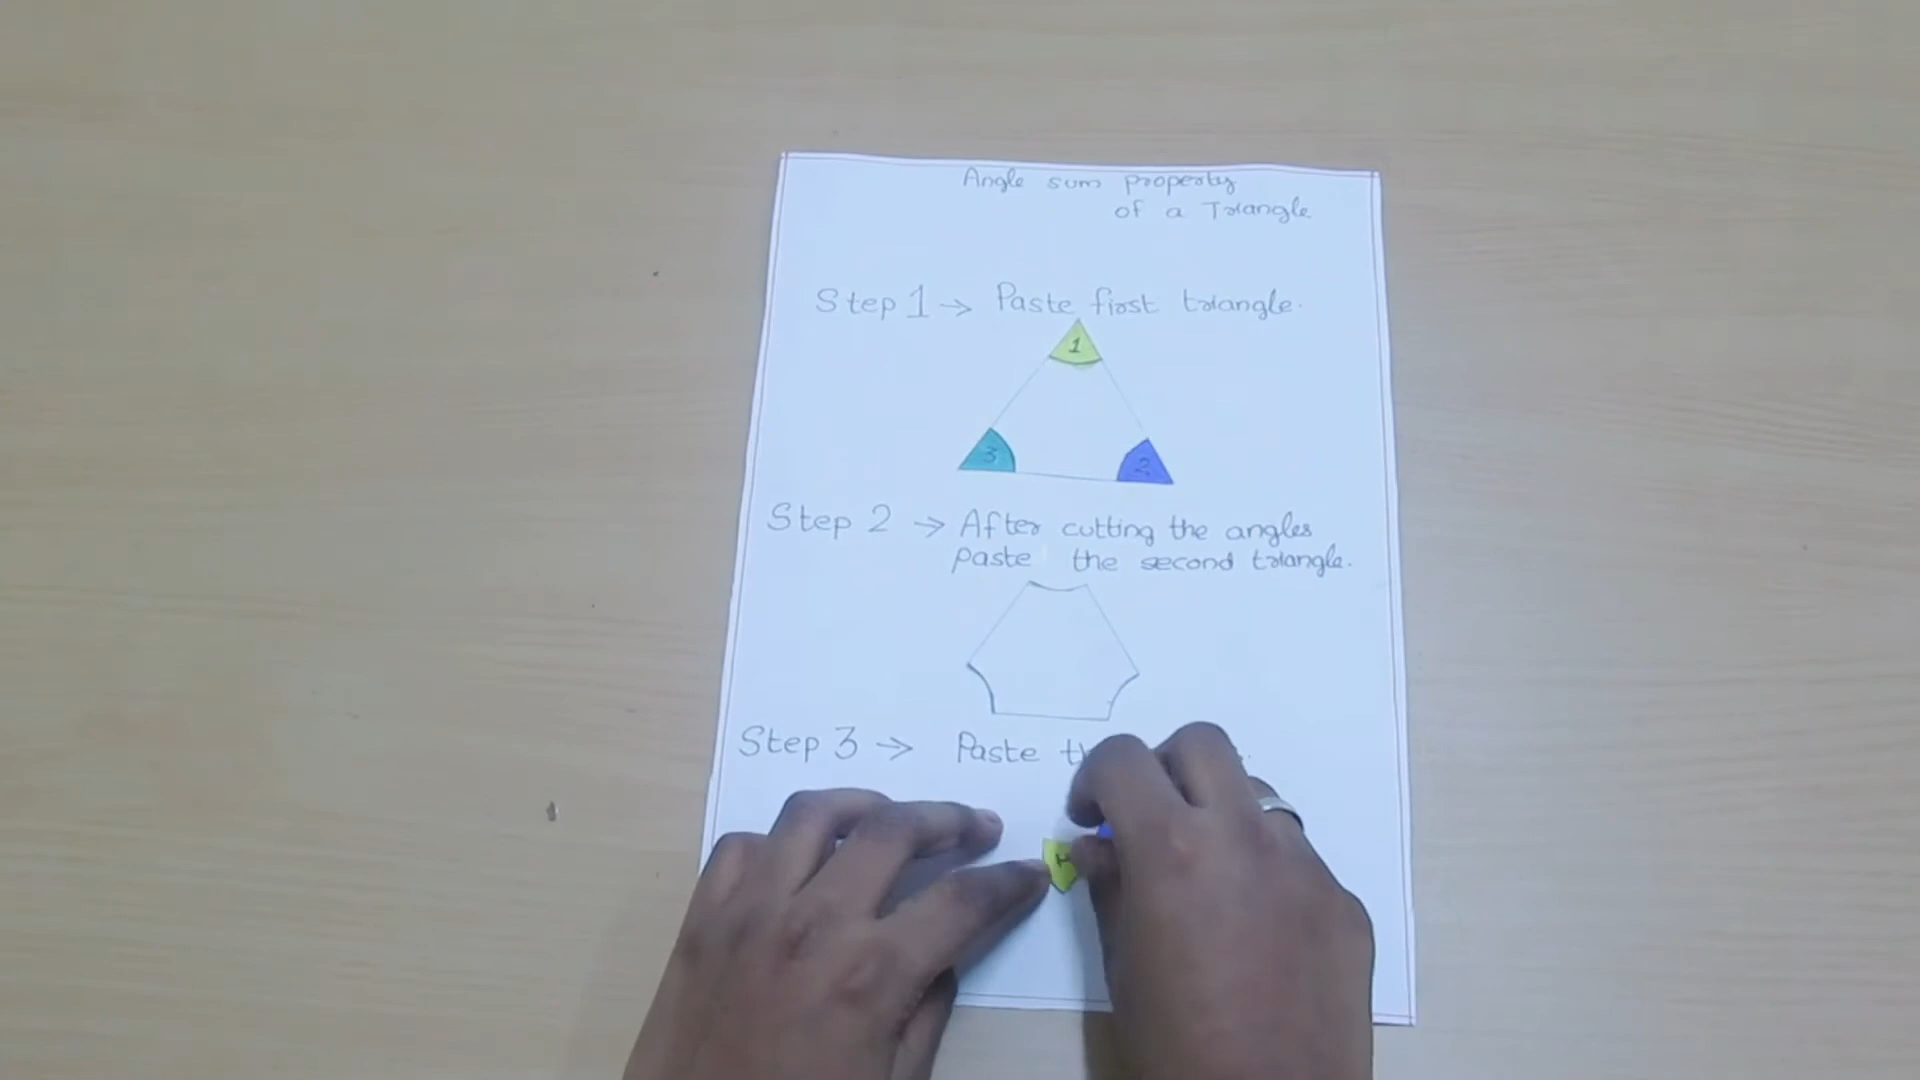 Angle sum property
of a Triangle
Step 1 → Paste first triangle.
1
3
2
Step 2 → After cutting the angles
paste the second triangle.
Step 3 → Paste
1